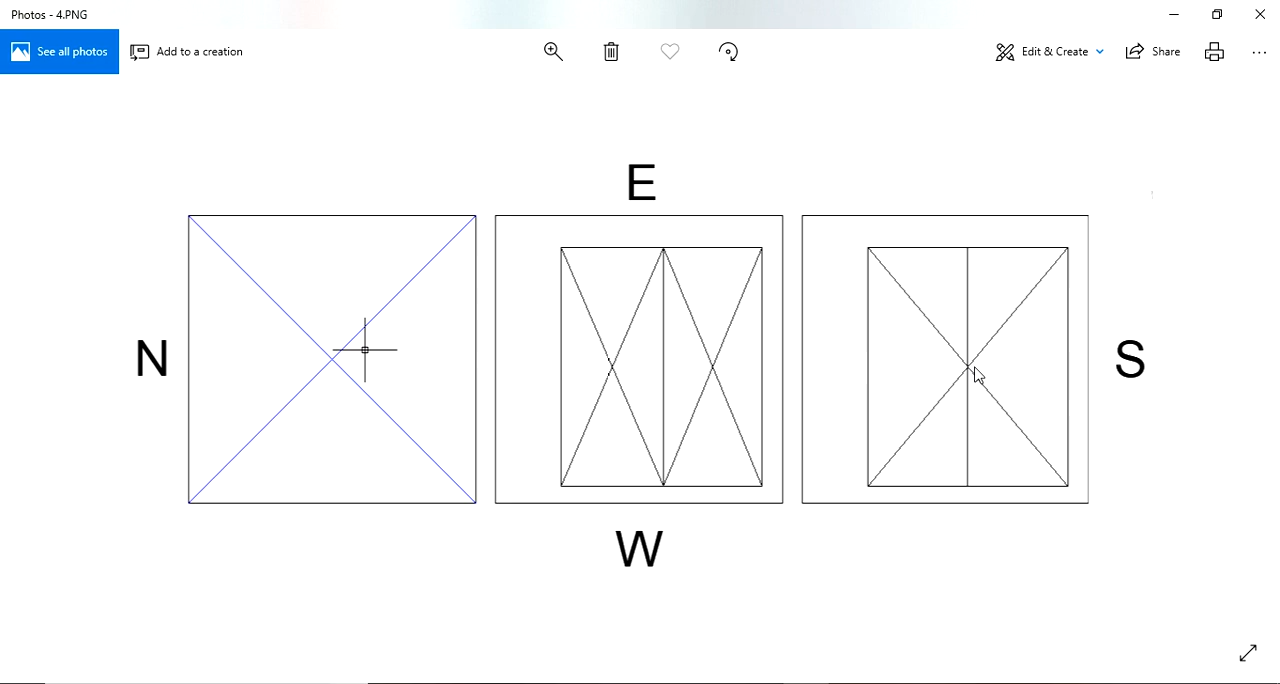 Photos - 4.PNG
See all photos
Add to a creation
Edit & Create
Share
E
N
S
W